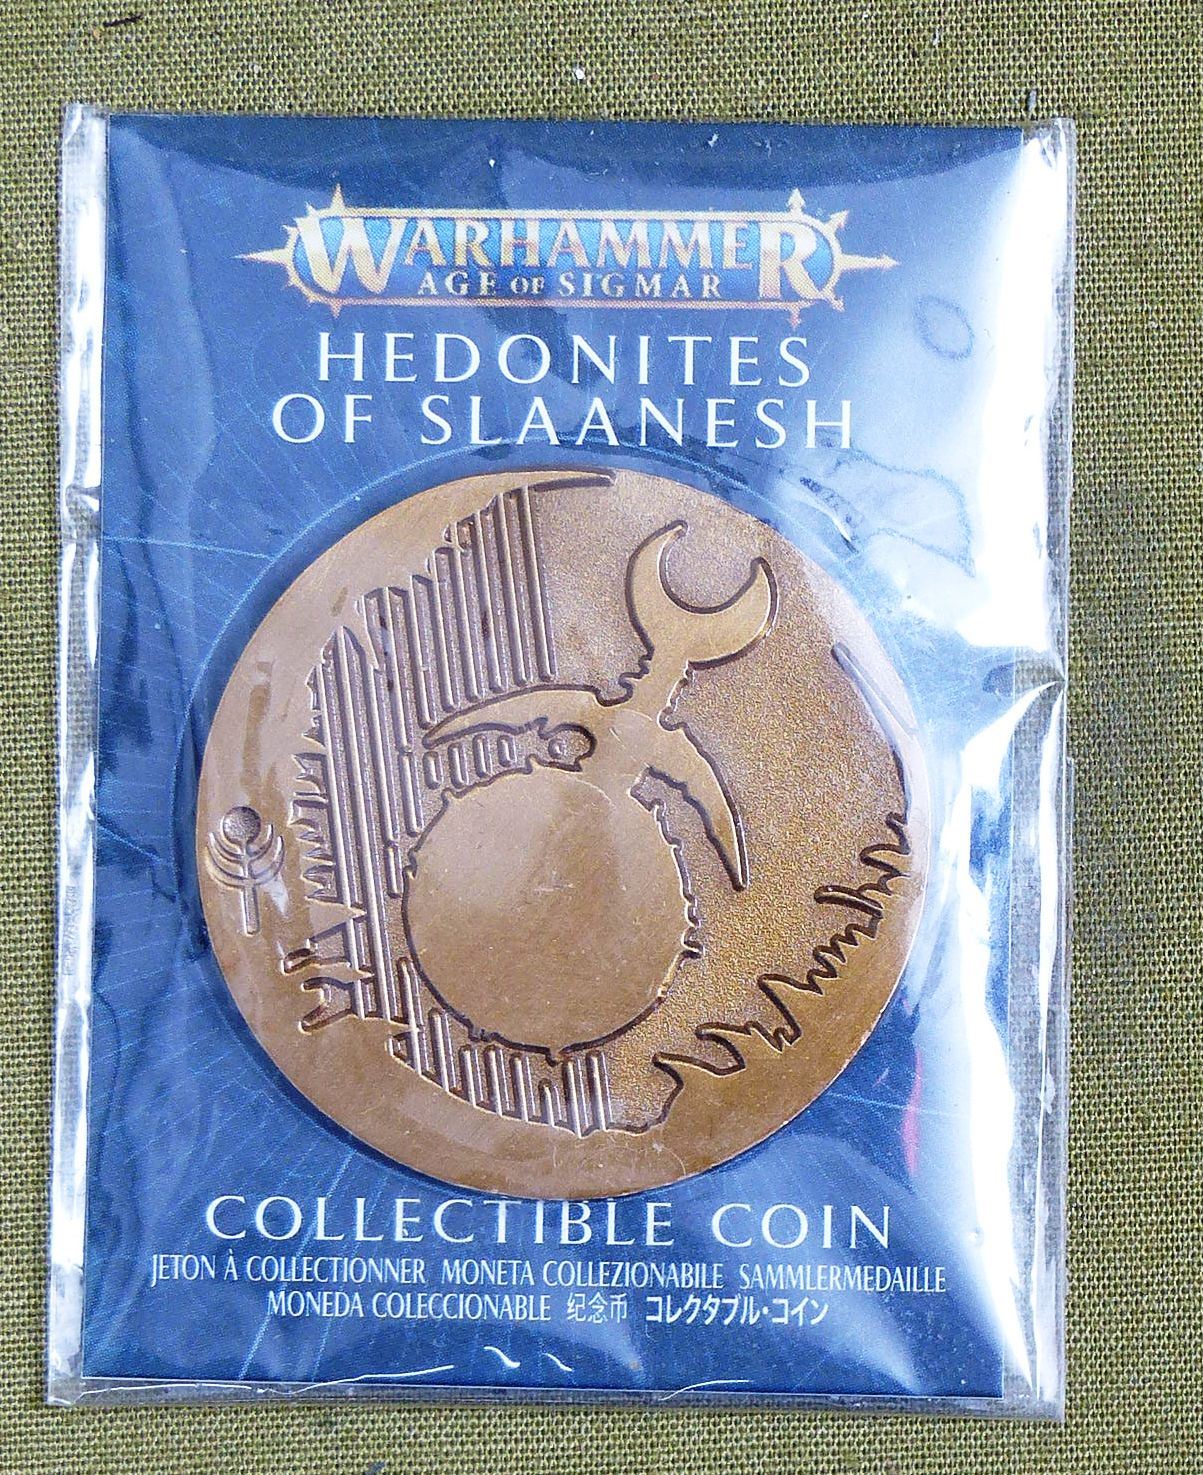 WARHAMMER
AGE OF SIGMAR
HEDONITES
OF SLAANESH
COLLECTIBLE COIN
JETON À COLLECTIONNER MONETA COLLEZIONABILE SAMMLERMEDAILLE
MONEDA COLECCIONABLE 纪念币 コレクタブル・コイン